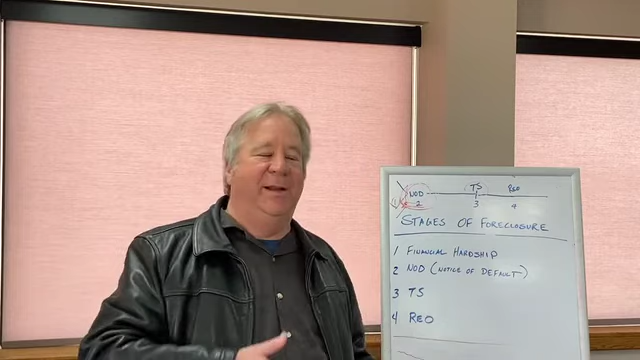 NOD TS REO
2 3 4
STAGES OF FORECLOSURE
1 FINANCIAL HARDSHIP
2 NOD (NOTICE OF DEFAULT)
3 TS
4 REO